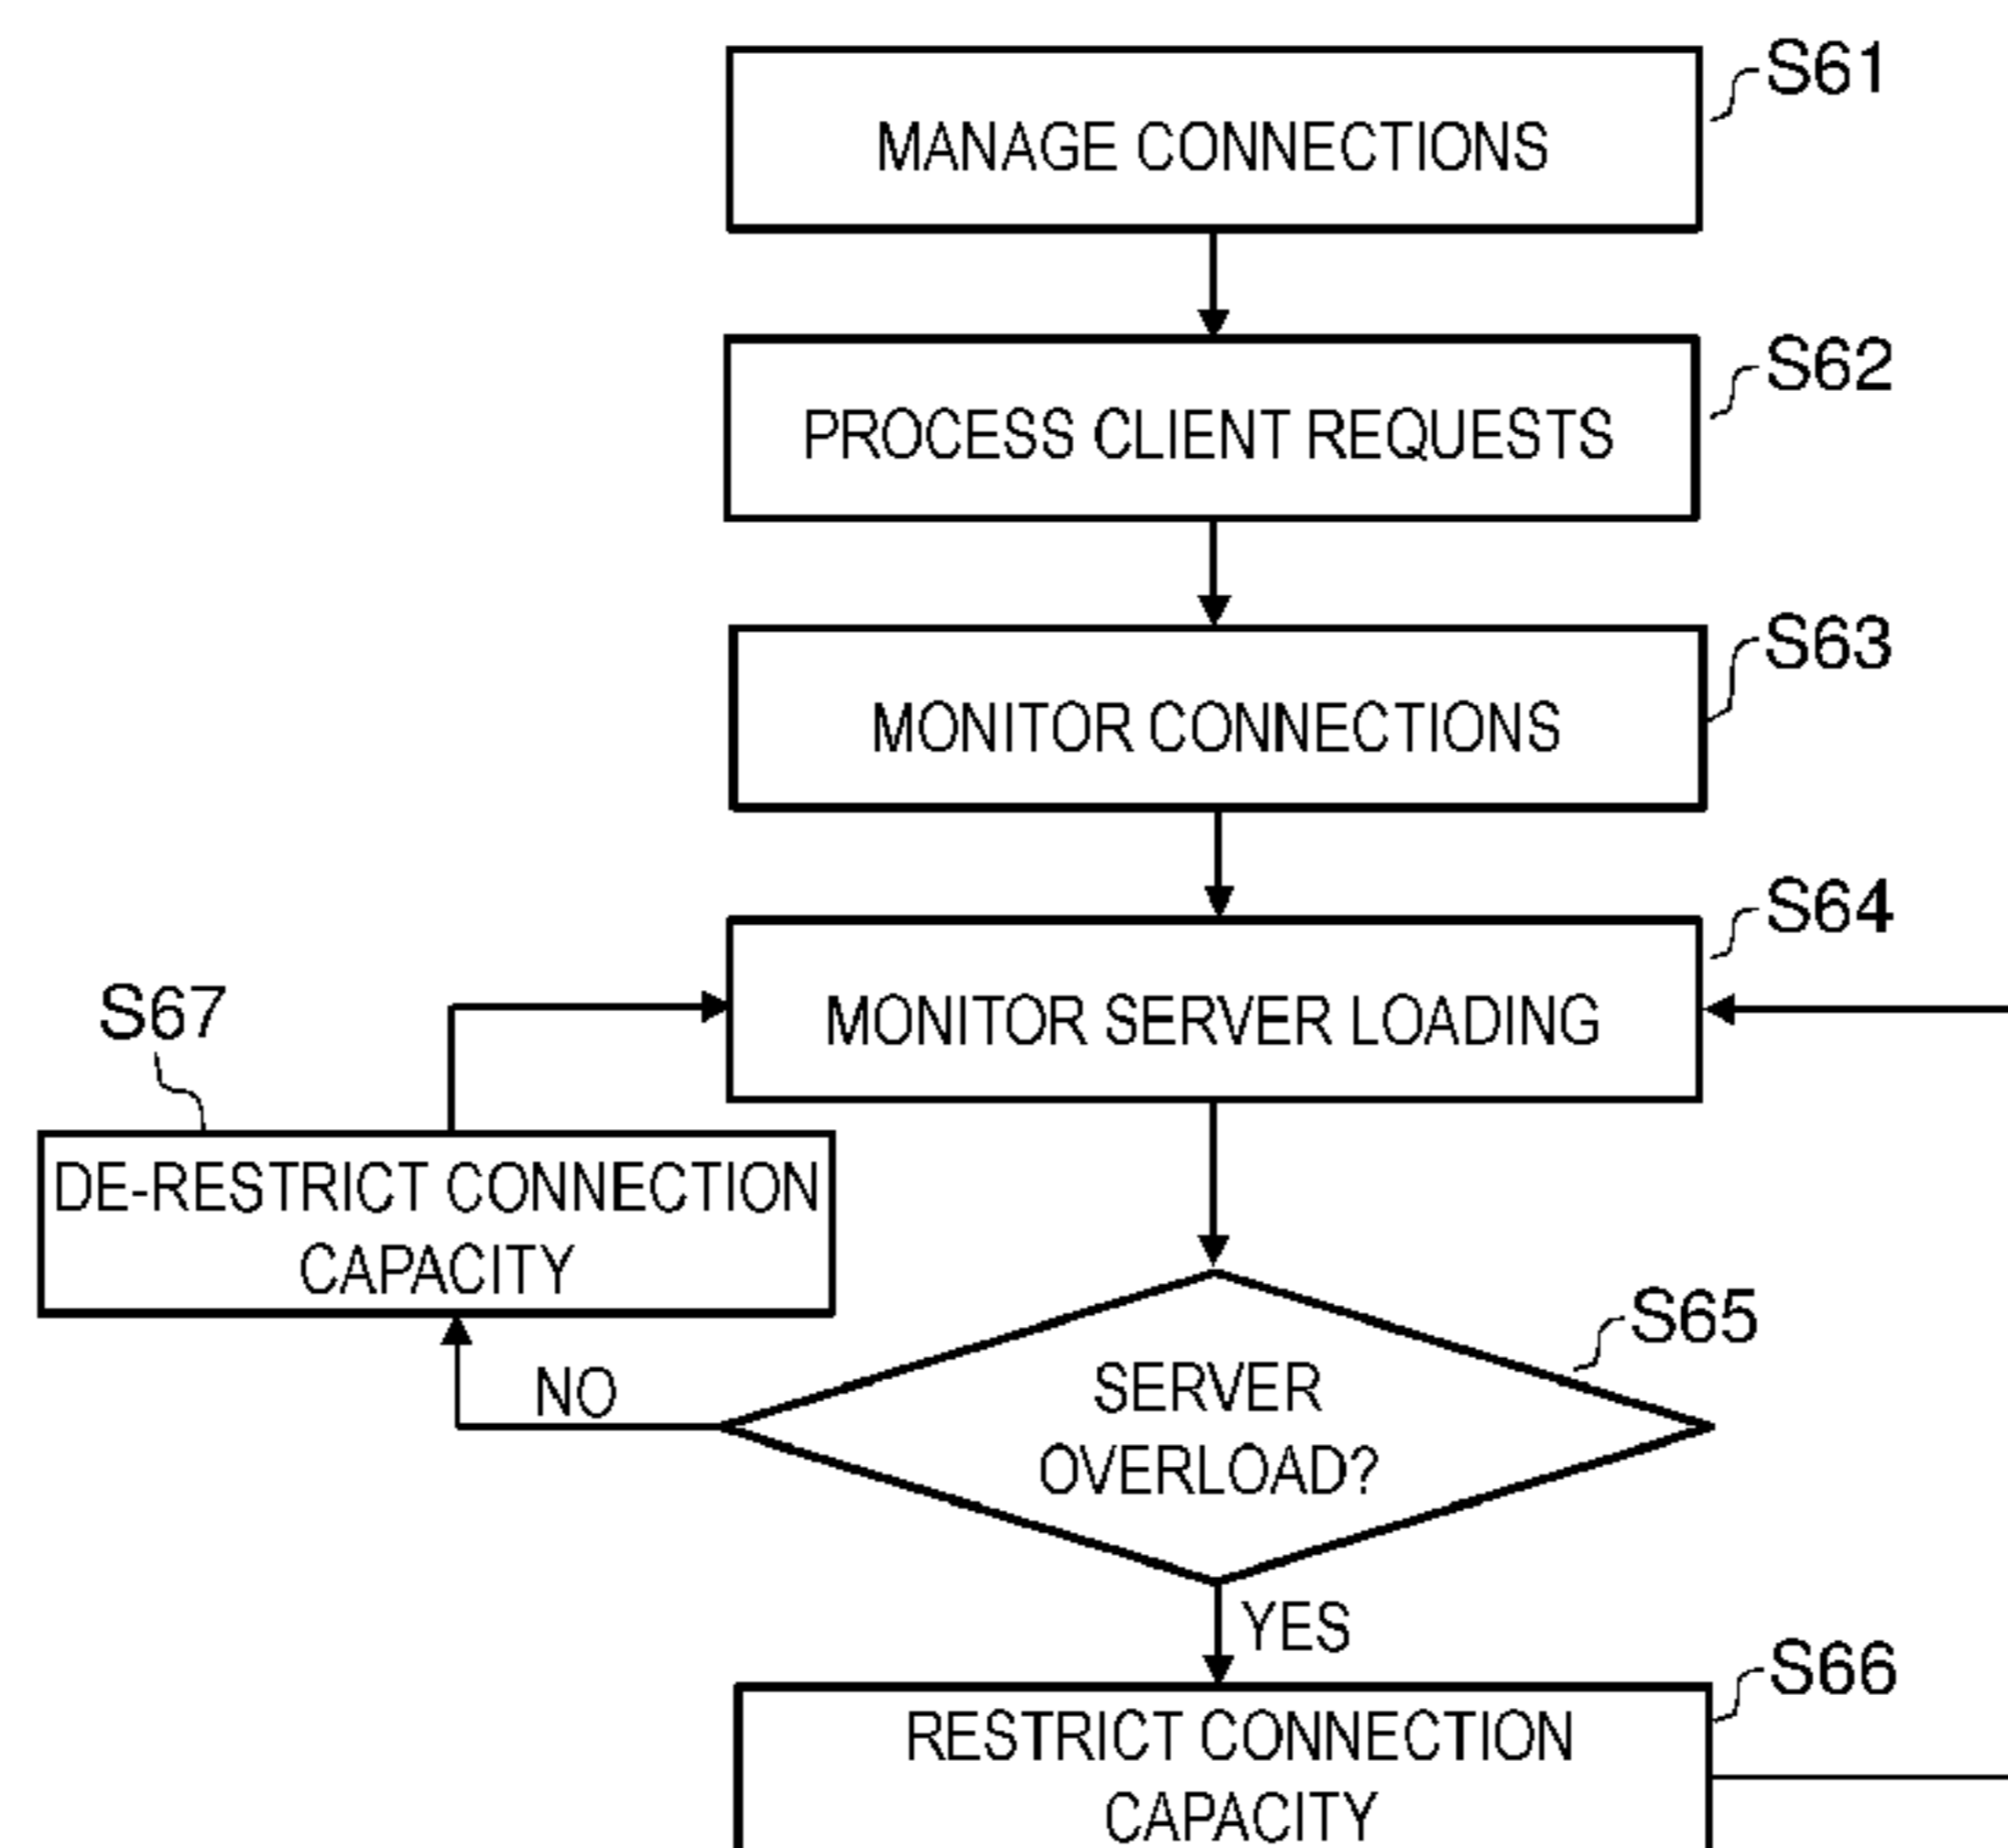 S61
MANAGE CONNECTIONS
S62
PROCESS CLIENT REQUESTS
S63
MONITOR CONNECTIONS
S64
MONITOR SERVER LOADING
S67
DE-RESTRICT CONNECTION
CAPACITY
S65
SERVER
OVERLOAD?
NO
YES
S66
RESTRICT CONNECTION
CAPACITY